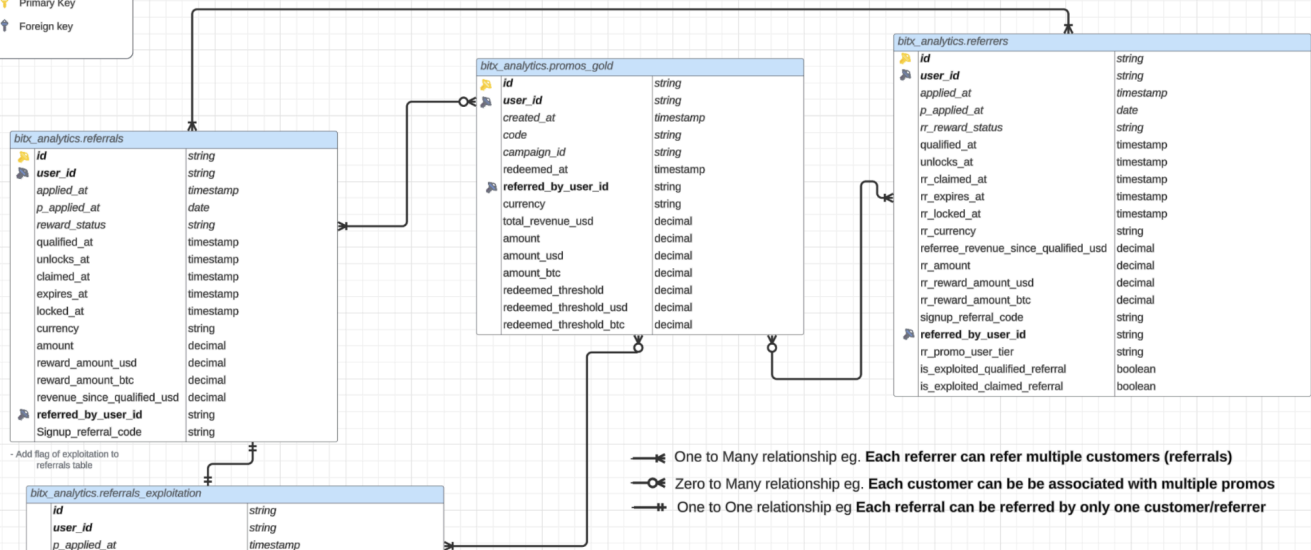 Primary Key
Foreign key
bitx_analytics.referrals
id string
user_id string
applied_at timestamp
p_applied_at date
reward_status string
qualified_at timestamp
unlocks_at timestamp
claimed_at timestamp
expires_at timestamp
locked_at timestamp
currency string
amount decimal
reward_amount_usd decimal
reward_amount_btc decimal
revenue_since_qualified_usd decimal
referred_by_user_id string
Signup_referral_code string
- Add flag of exploitation to
referrals table
bitx_analytics.referrals_exploitation
id string
user_id string
p_applied_at timestamp
bitx_analytics.promos_gold
id string
user_id string
created_at timestamp
code string
campaign_id string
redeemed_at timestamp
referred_by_user_id string
currency string
total_revenue_usd decimal
amount decimal
amount_usd decimal
amount_btc decimal
redeemed_threshold decimal
redeemed_threshold_usd decimal
redeemed_threshold_btc decimal
bitx_analytics.referrers
id string
user_id string
applied_at timestamp
p_applied_at date
rr_reward_status string
qualified_at timestamp
unlocks_at timestamp
rr_claimed_at timestamp
rr_expires_at timestamp
rr_locked_at timestamp
rr_currency string
referree_revenue_since_qualified_usd decimal
rr_amount decimal
rr_reward_amount_usd decimal
rr_reward_amount_btc decimal
signup_referral_code string
referred_by_user_id string
rr_promo_user_tier string
is_exploited_qualified_referral boolean
is_exploited_claimed_referral boolean
One to Many relationship eg. Each referrer can refer multiple customers (referrals)
Zero to Many relationship eg. Each customer can be be associated with multiple promos
One to One relationship eg Each referral can be referred by only one customer/referrer